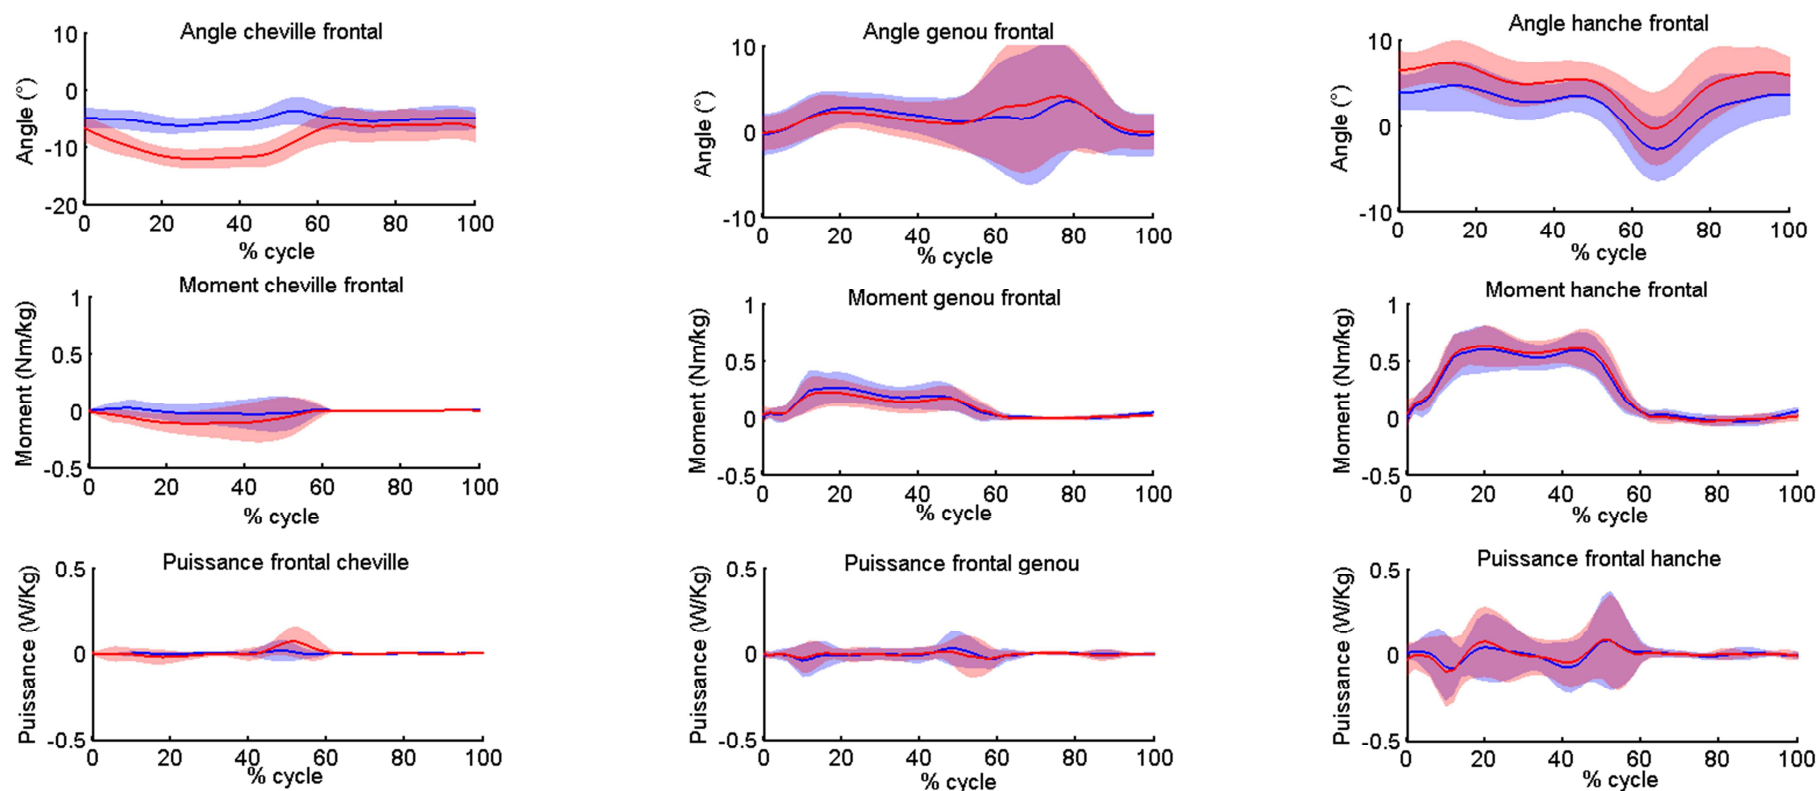 Angle cheville frontal
Angle (°)
10
0
-10
-20
0 20 40 60 80 100
% cycle
Angle genou frontal
Angle (°)
10
0
-10
0 20 40 60 80 100
% cycle
Angle hanche frontal
Angle (°)
10
0
-10
0 20 40 60 80 100
% cycle
Moment cheville frontal
Moment (Nm/kg)
1
0.5
0
-0.5
0 20 40 60 80 100
% cycle
Moment genou frontal
Moment (Nm/kg)
1
0.5
0
-0.5
0 20 40 60 80 100
% cycle
Moment hanche frontal
Moment (Nm/kg)
1
0.5
0
-0.5
0 20 40 60 80 100
% cycle
Puissance frontal cheville
Puissance (W/Kg)
0.5
0
-0.5
0 20 40 60 80 100
% cycle
Puissance frontal genou
Puissance (W/Kg)
0.5
0
-0.5
0 20 40 60 80 100
% cycle
Puissance frontal hanche
Puissance (W/Kg)
0.5
0
-0.5
0 20 40 60 80 100
% cycle